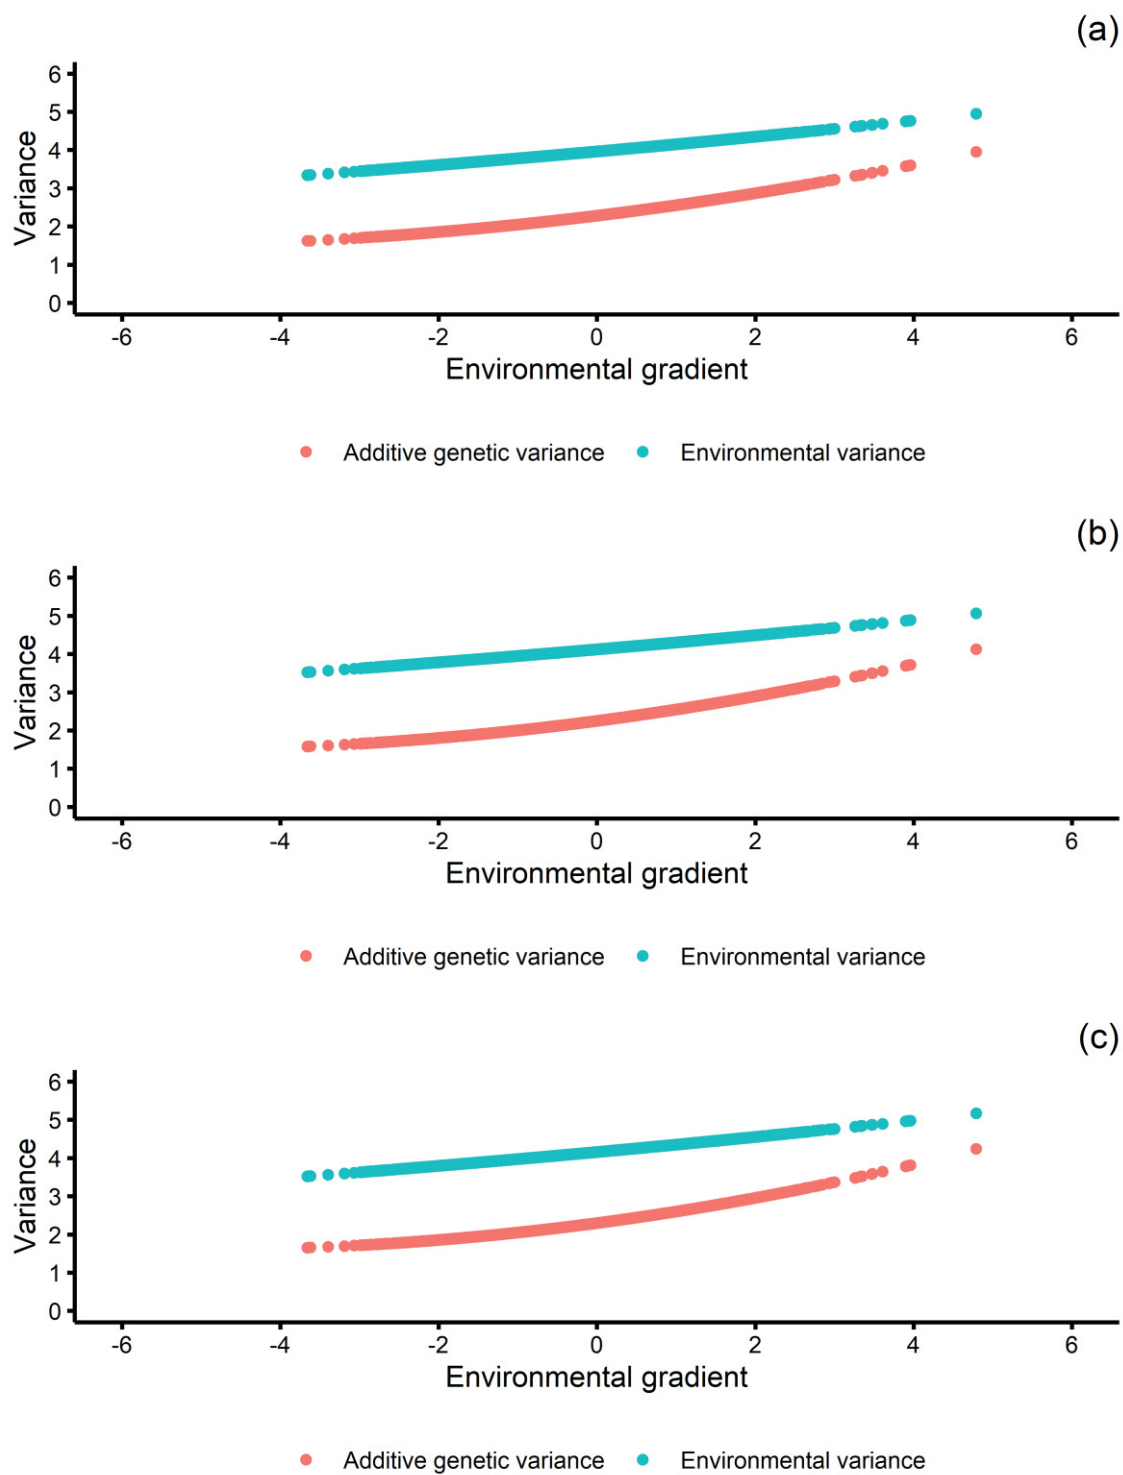 (a)
6
5
4
3
2
1
0
Variance
-6 -4 -2 0 2 4 6
Environmental gradient
Additive genetic variance Environmental variance
(b)
6
5
4
3
2
1
0
Variance
-6 -4 -2 0 2 4 6
Environmental gradient
Additive genetic variance Environmental variance
(c)
6
5
4
3
2
1
0
Variance
-6 -4 -2 0 2 4 6
Environmental gradient
Additive genetic variance Environmental variance